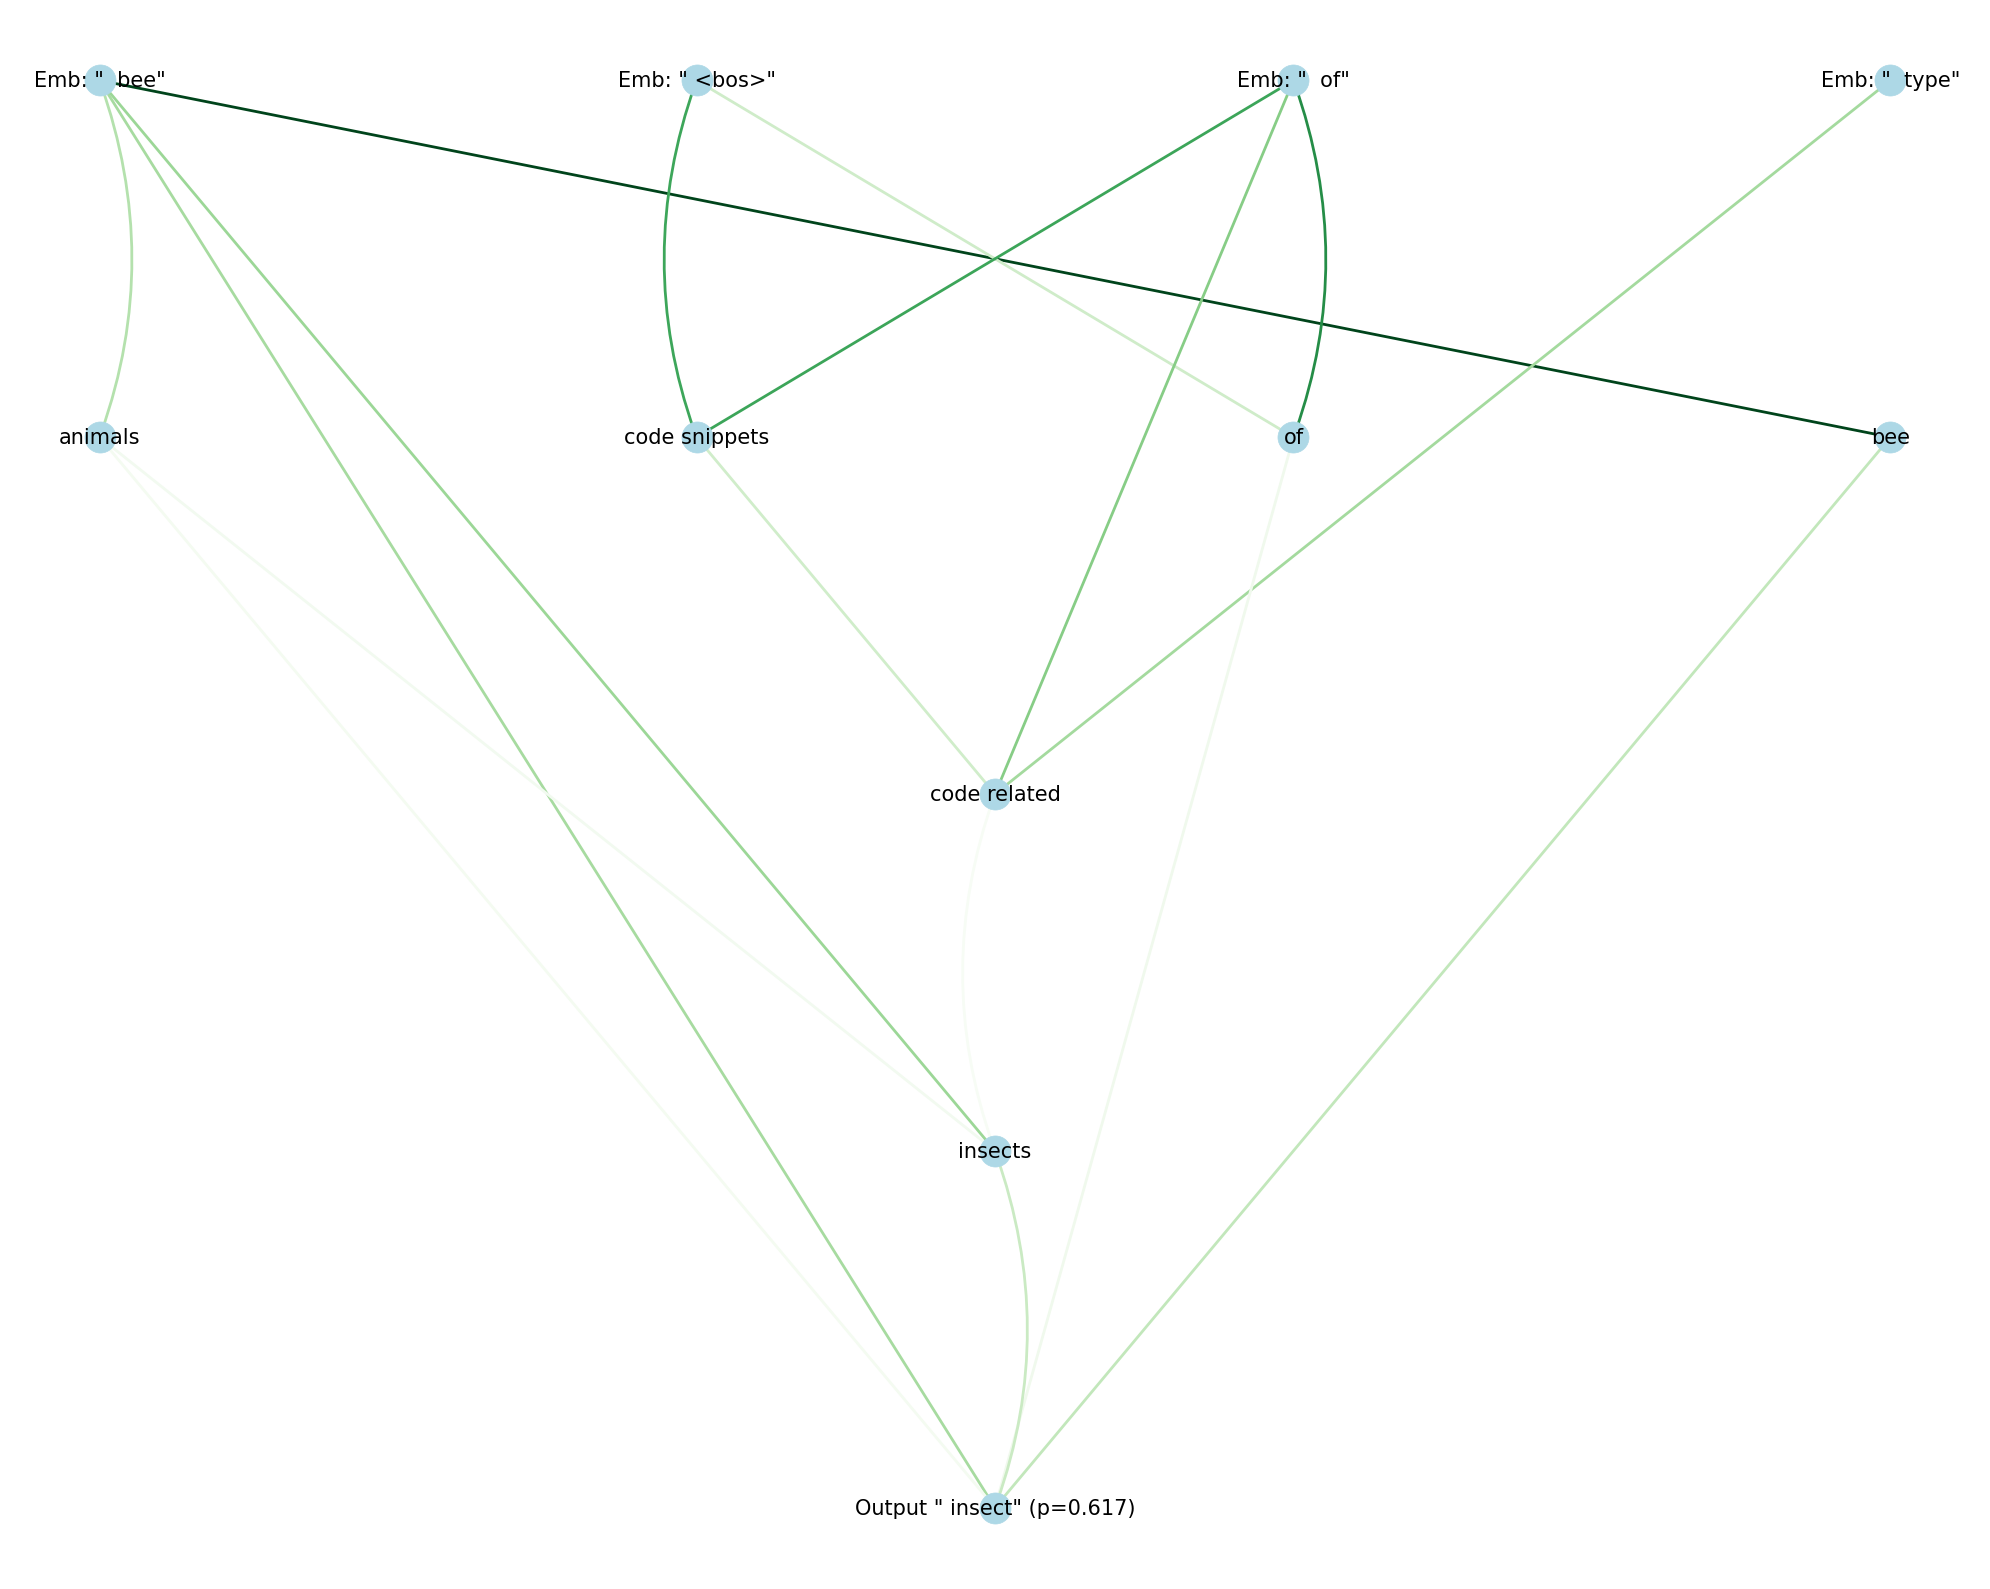 Emb: "  bee"
Emb: " <bos>"
Emb: "  of"
Emb: "  type"
animals
code snippets
of
bee
code related
insects
Output " insect" (p=0.617)